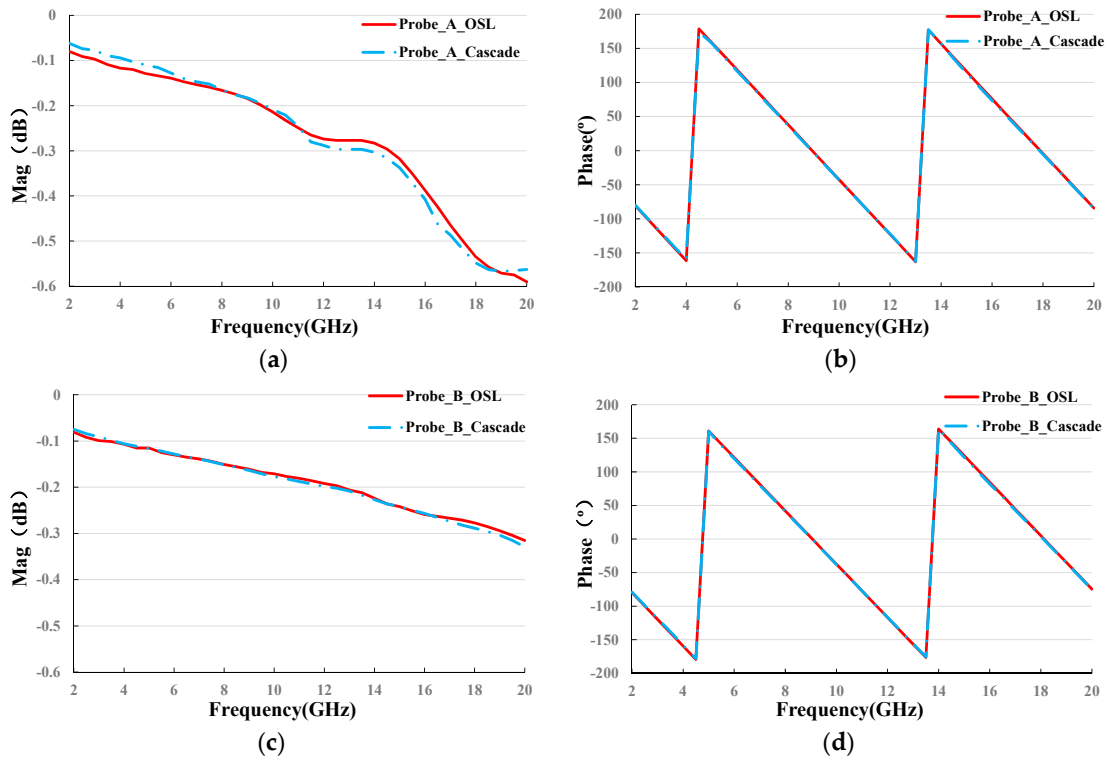 Probe_A_OSL
Probe_A_Cascade
Mag（dB）
0
-0.1
-0.2
-0.3
-0.4
-0.5
-0.6
2 4 6 8 10 12 14 16 18 20
Frequency(GHz)
(a)
Probe_A_OSL
Probe_A_Cascade
Phase(°)
200
150
100
50
0
-50
-100
-150
-200
2 4 6 8 10 12 14 16 18 20
Frequency(GHz)
(b)
Probe_B_OSL
Probe_B_Cascade
Mag（dB）
0
-0.1
-0.2
-0.3
-0.4
-0.5
-0.6
2 4 6 8 10 12 14 16 18 20
Frequency(GHz)
(c)
Probe_B_OSL
Probe_B_Cascade
Phase（°）
200
150
100
50
0
-50
-100
-150
-200
2 4 6 8 10 12 14 16 18 20
Frequency(GHz)
(d)